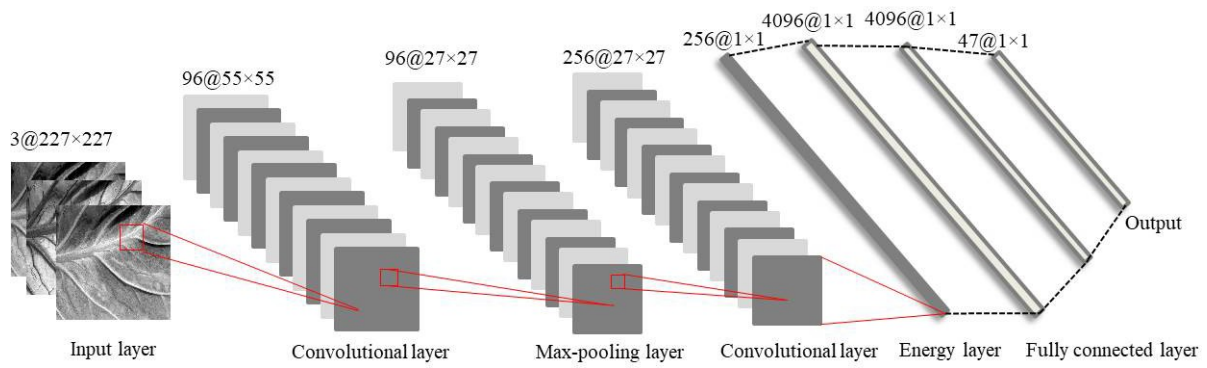 3@227×227
96@55×55
96@27×27
256@27×27
256@1×1
4096@1×1
4096@1×1
47@1×1
Output
Input layer
Convolutional layer
Max-pooling layer
Convolutional layer
Energy layer
Fully connected layer